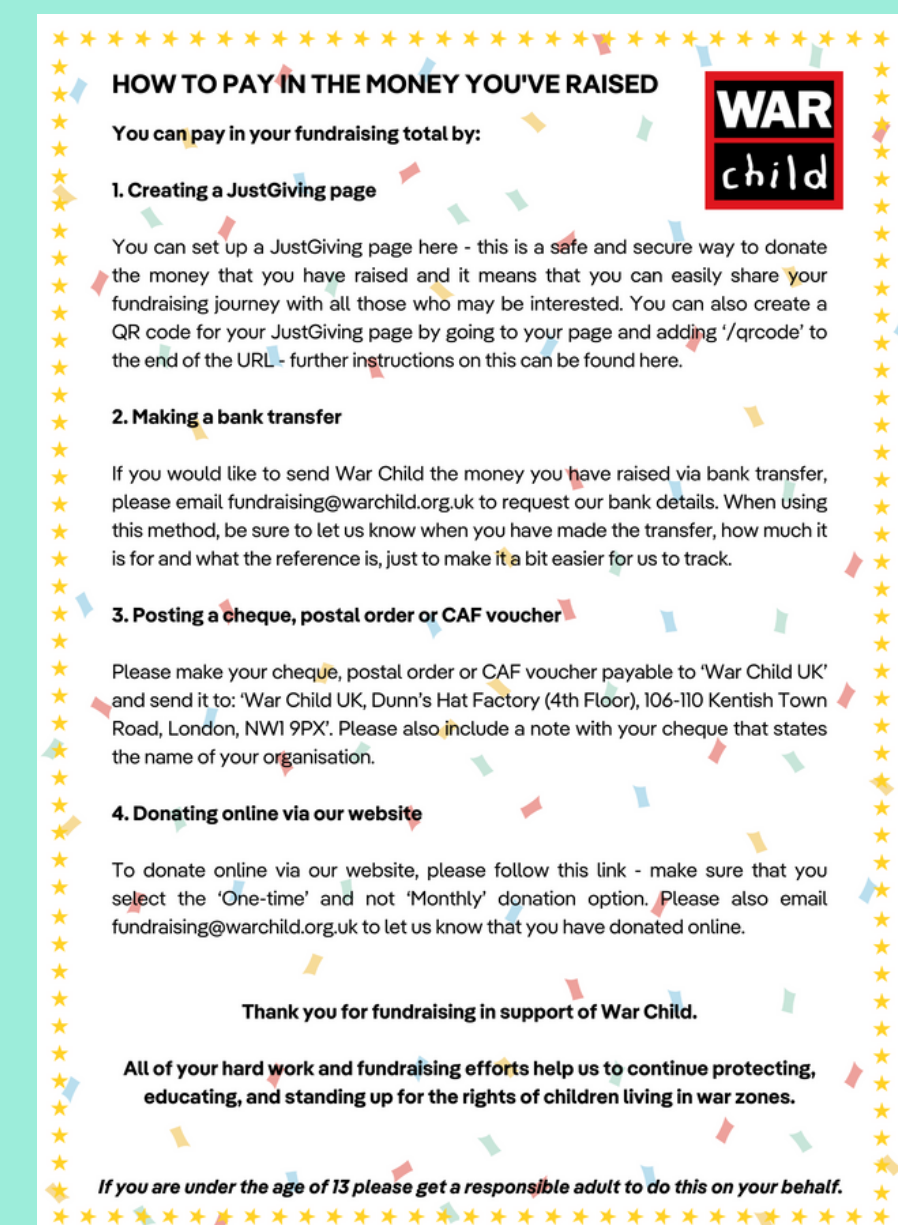 HOW TO PAY IN THE MONEY YOU'VE RAISED
WAR
child
You can pay in your fundraising total by:
1. Creating a JustGiving page
You can set up a JustGiving page here - this is a safe and secure way to donate
the money that you have raised and it means that you can easily share your
fundraising journey with all those who may be interested. You can also create a
QR code for your JustGiving page by going to your page and adding ‘/qrcode’ to
the end of the URL - further instructions on this can be found here.
2. Making a bank transfer
If you would like to send War Child the money you have raised via bank transfer,
please email fundraising@warchild.org.uk to request our bank details. When using
this method, be sure to let us know when you have made the transfer, how much it
is for and what the reference is, just to make it a bit easier for us to track.
3. Posting a cheque, postal order or CAF voucher
Please make your cheque, postal order or CAF voucher payable to ‘War Child UK’
and send it to: ‘War Child UK, Dunn’s Hat Factory (4th Floor), 106-110 Kentish Town
Road, London, NW1 9PX’. Please also include a note with your cheque that states
the name of your organisation.
4. Donating online via our website
To donate online via our website, please follow this link - make sure that you
select the ‘One-time’ and not ‘Monthly’ donation option. Please also email
fundraising@warchild.org.uk to let us know that you have donated online.
Thank you for fundraising in support of War Child.
All of your hard work and fundraising efforts help us to continue protecting,
educating, and standing up for the rights of children living in war zones.
If you are under the age of 13 please get a responsible adult to do this on your behalf.